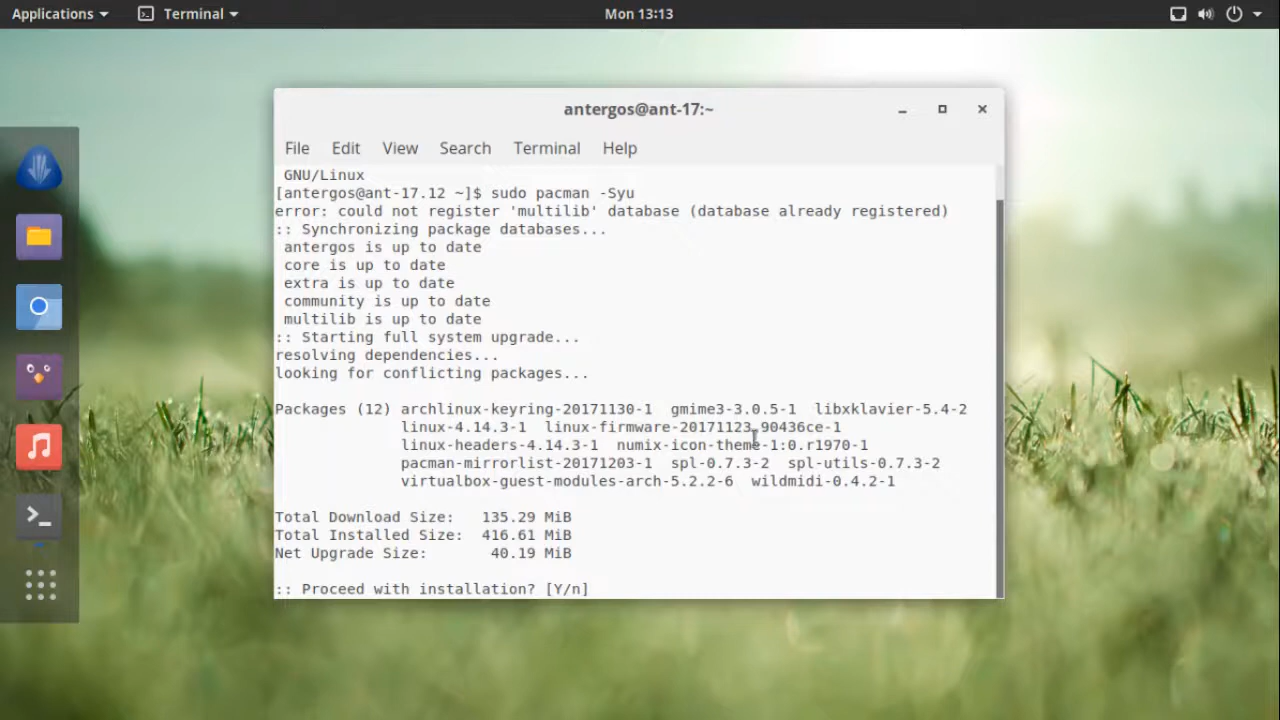 Applications Terminal Mon 13:13
antergos@ant-17:~
File Edit View Search Terminal Help
GNU/Linux
[antergos@ant-17.12 ~]$ sudo pacman -Syu
error: could not register 'multilib' database (database already registered)
:: Synchronizing package databases...
antergos is up to date
core is up to date
extra is up to date
community is up to date
multilib is up to date
:: Starting full system upgrade...
resolving dependencies...
looking for conflicting packages...
Packages (12) archlinux-keyring-20171130-1 gmime3-3.0.5-1 libxklavier-5.4-2
linux-4.14.3-1 linux-firmware-20171123.90436ce-1
linux-headers-4.14.3-1 numix-icon-theme-1:0.r1970-1
pacman-mirrorlist-20171203-1 spl-0.7.3-2 spl-utils-0.7.3-2
virtualbox-guest-modules-arch-5.2.2-6 wildmidi-0.4.2-1
Total Download Size: 135.29 MiB
Total Installed Size: 416.61 MiB
Net Upgrade Size: 40.19 MiB
:: Proceed with installation? [Y/n]